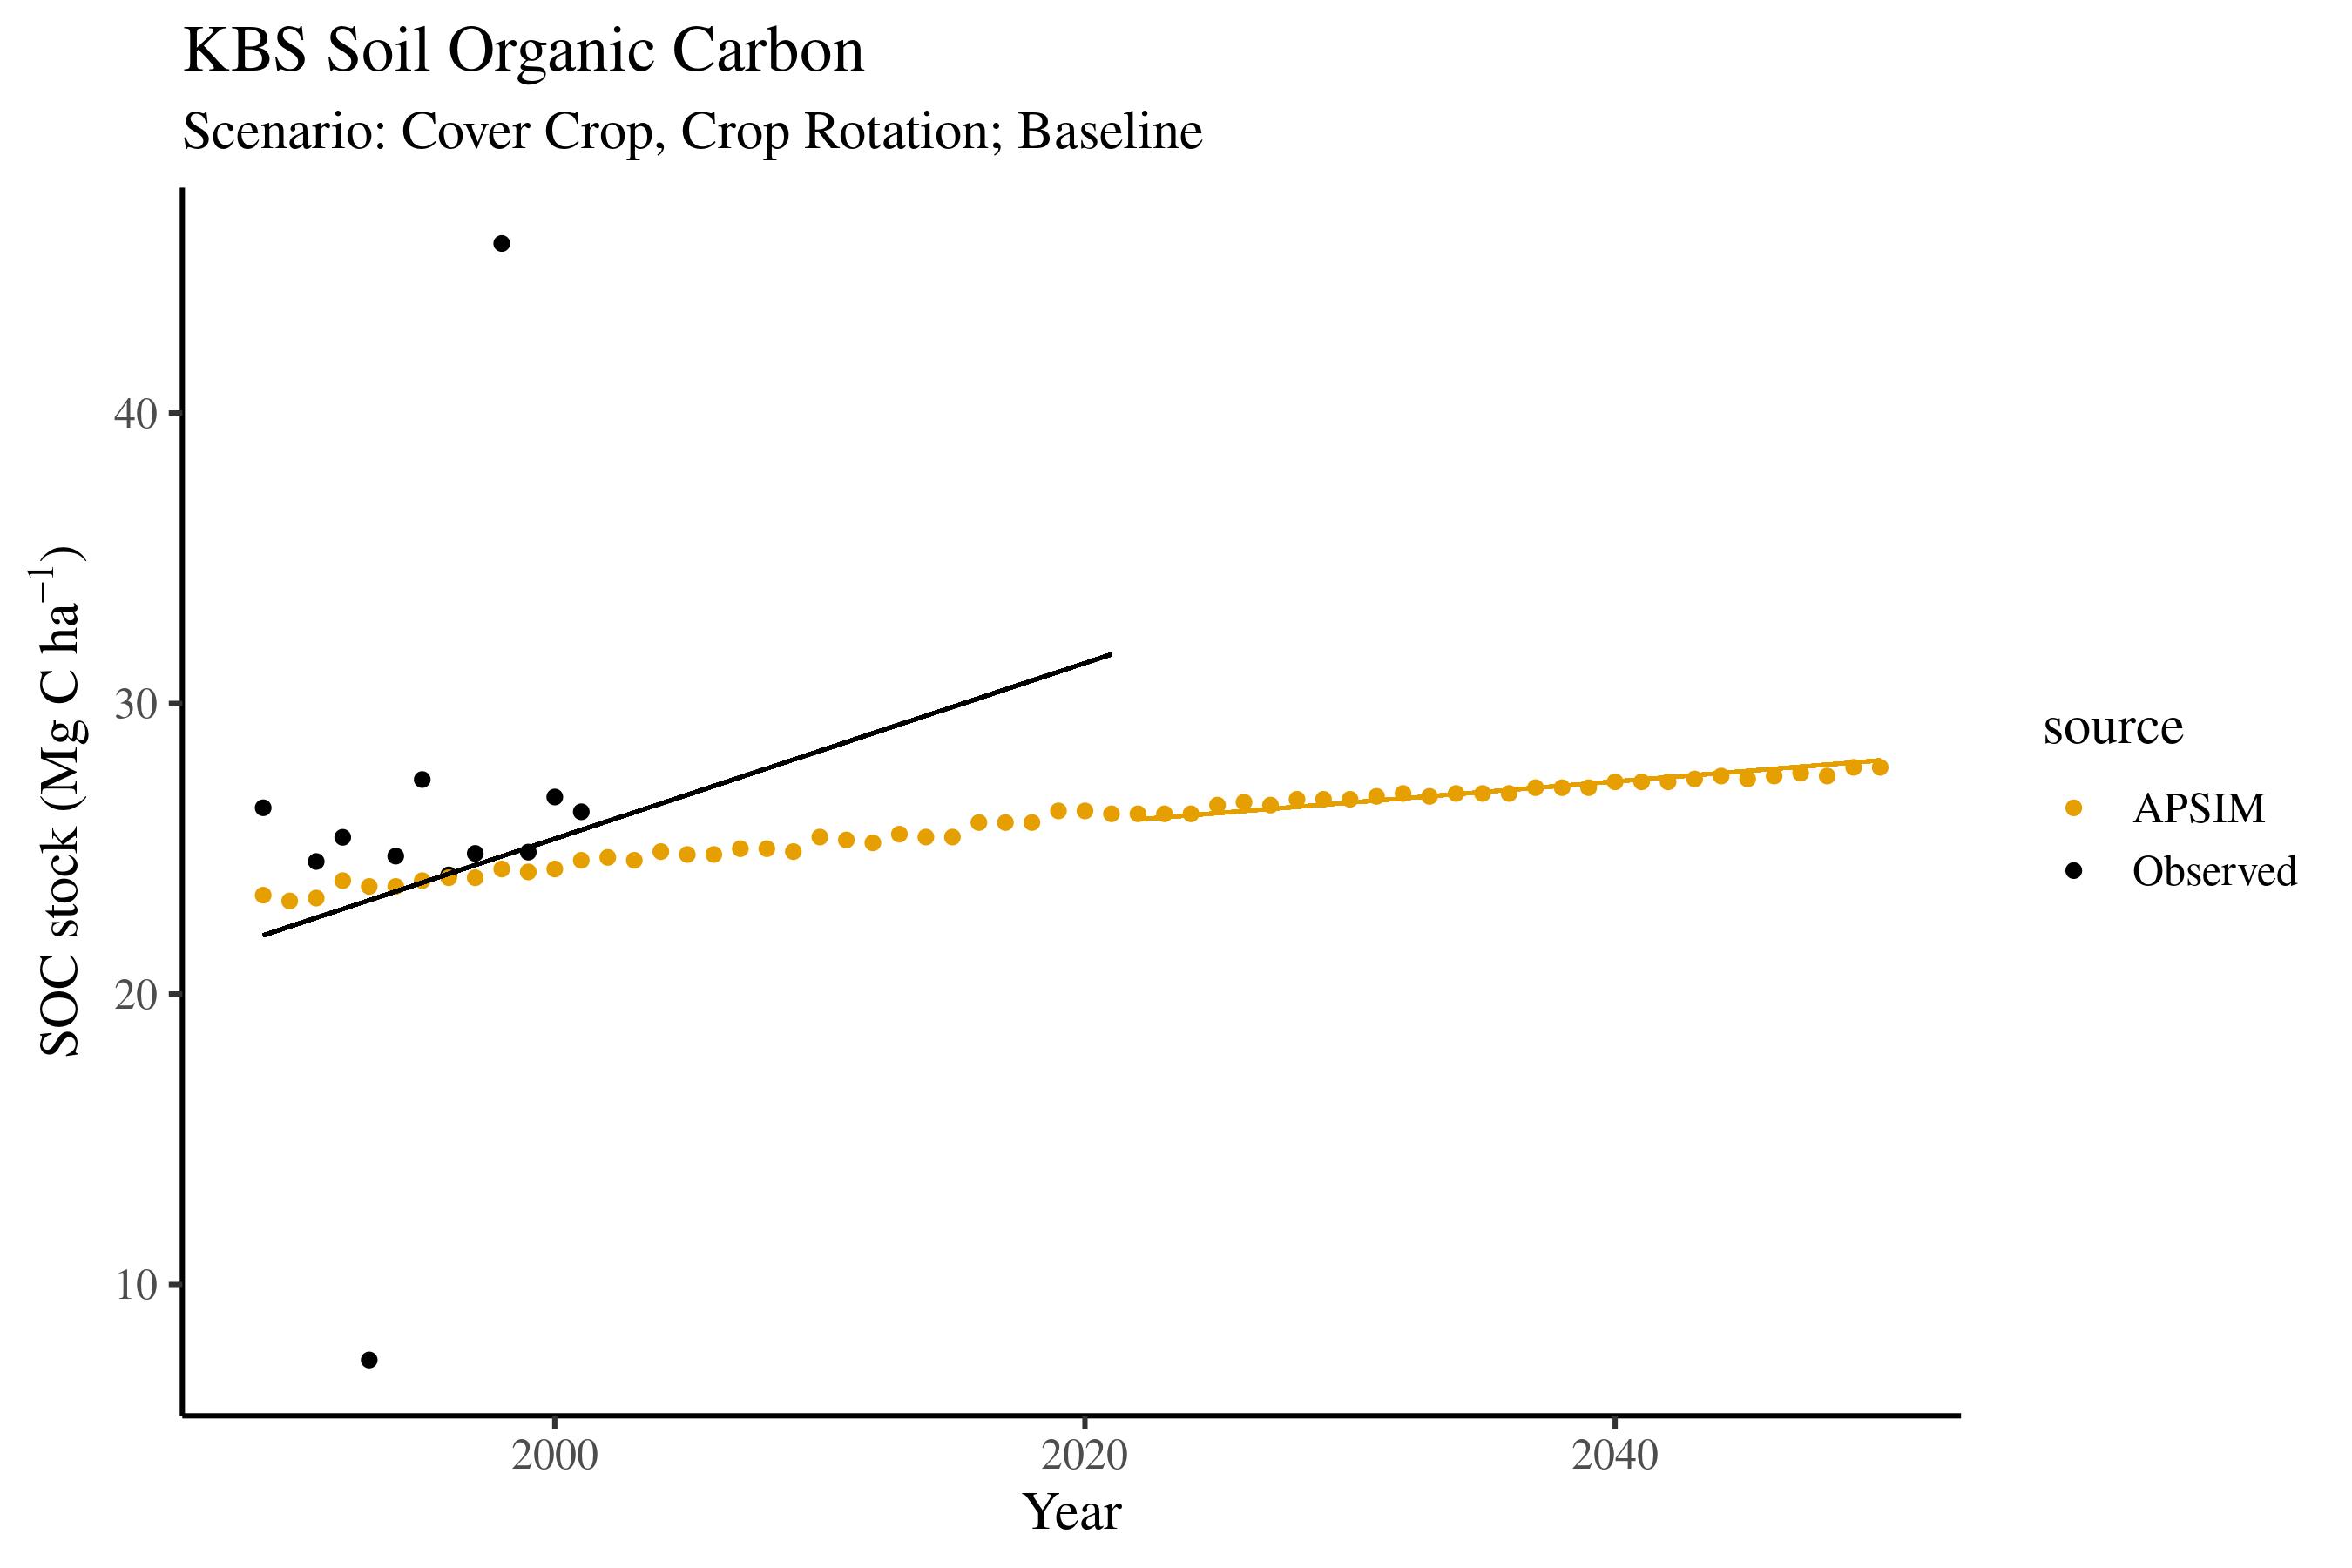 KBS Soil Organic Carbon
Scenario: Cover Crop, Crop Rotation; Baseline
SOC stock (Mg C ha⁻¹)
40
30
20
10
2000
2020
2040
Year
source
APSIM
Observed